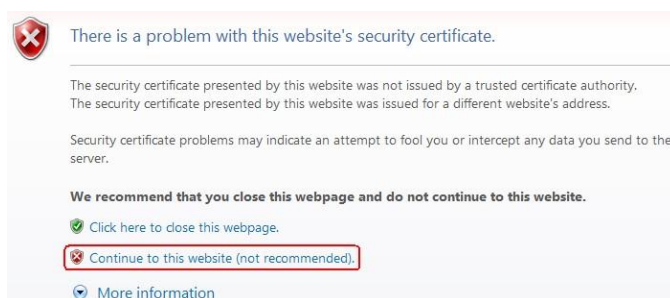 There is a problem with this website's security certificate.
The security certificate presented by this website was not issued by a trusted certificate authority.
The security certificate presented by this website was issued for a different website's address.
Security certificate problems may indicate an attempt to fool you or intercept any data you send to the
server.
We recommend that you close this webpage and do not continue to this website.
Click here to close this webpage.
Continue to this website (not recommended).
More information